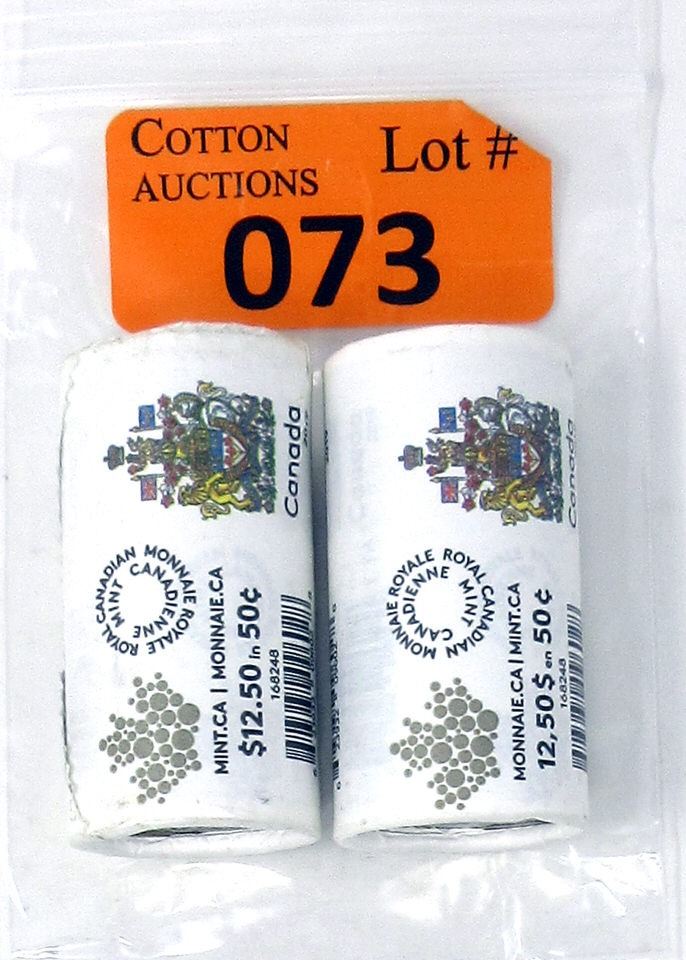 COTTON
AUCTIONS
Lot #
073
Canada
ROYAL CANADIAN MINT
MONNAIE ROYALE CANADIENNE
MINT.CA | MONNAIE.CA
$12.50 in 50¢
168248
Canada
MONNAIE ROYALE CANADIENNE
ROYAL CANADIAN MINT
MONNAIE.CA | MINT.CA
12,50$ en 50¢
168248